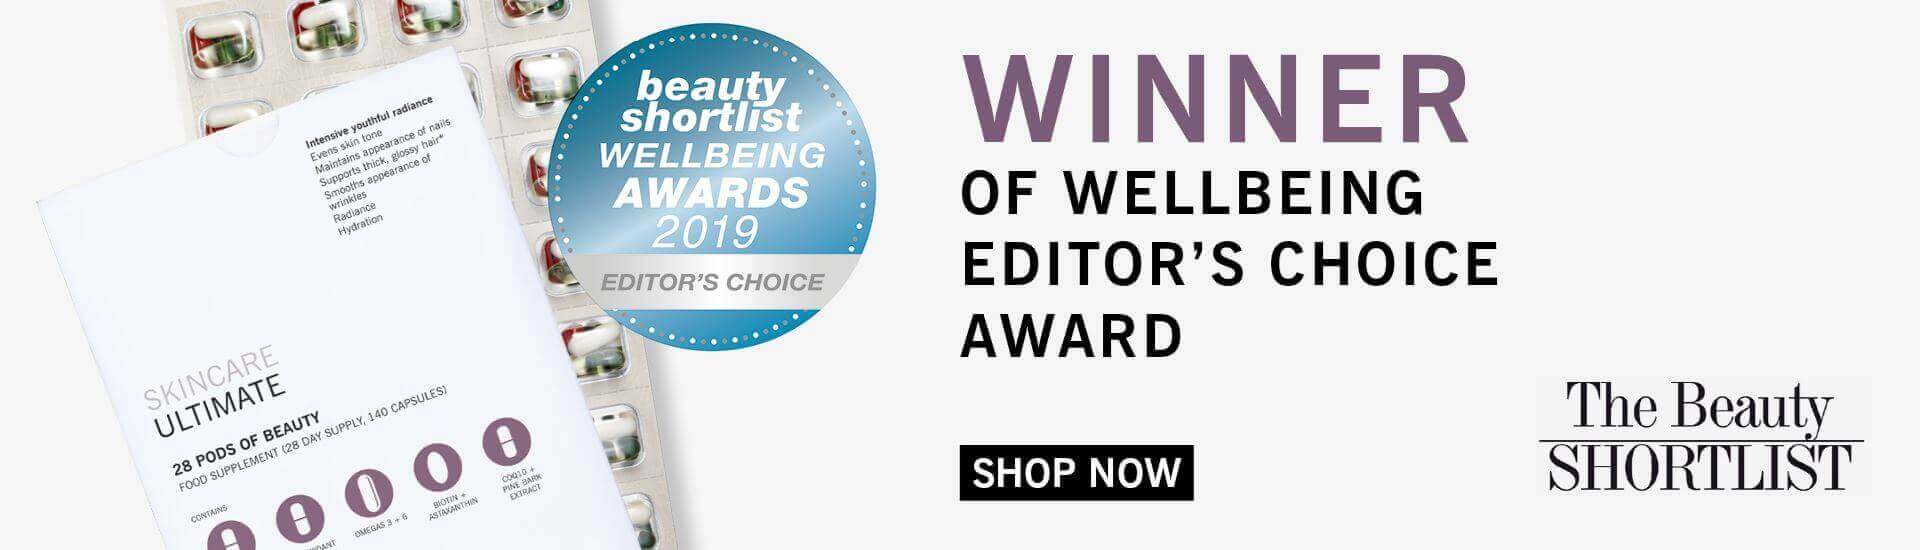 Intensive youthful radiance
Evens skin tone
Maintains appearance of nails
Supports thick, glossy hair*
Smooths appearance of
wrinkles
Radiance
Hydration
SKINCARE
ULTIMATE
28 PODS OF BEAUTY
FOOD SUPPLEMENT (28 DAY SUPPLY, 140 CAPSULES)
CONTAINS
OMEGAS 3 + 6
BIOTIN +
ASTAXANTHIN
COQ10 +
PINE BARK
EXTRACT
beauty
shortlist
WELLBEING
AWARDS
2019
EDITOR'S CHOICE
WINNER
OF WELLBEING
EDITOR’S CHOICE
AWARD
SHOP NOW
The Beauty
SHORTLIST